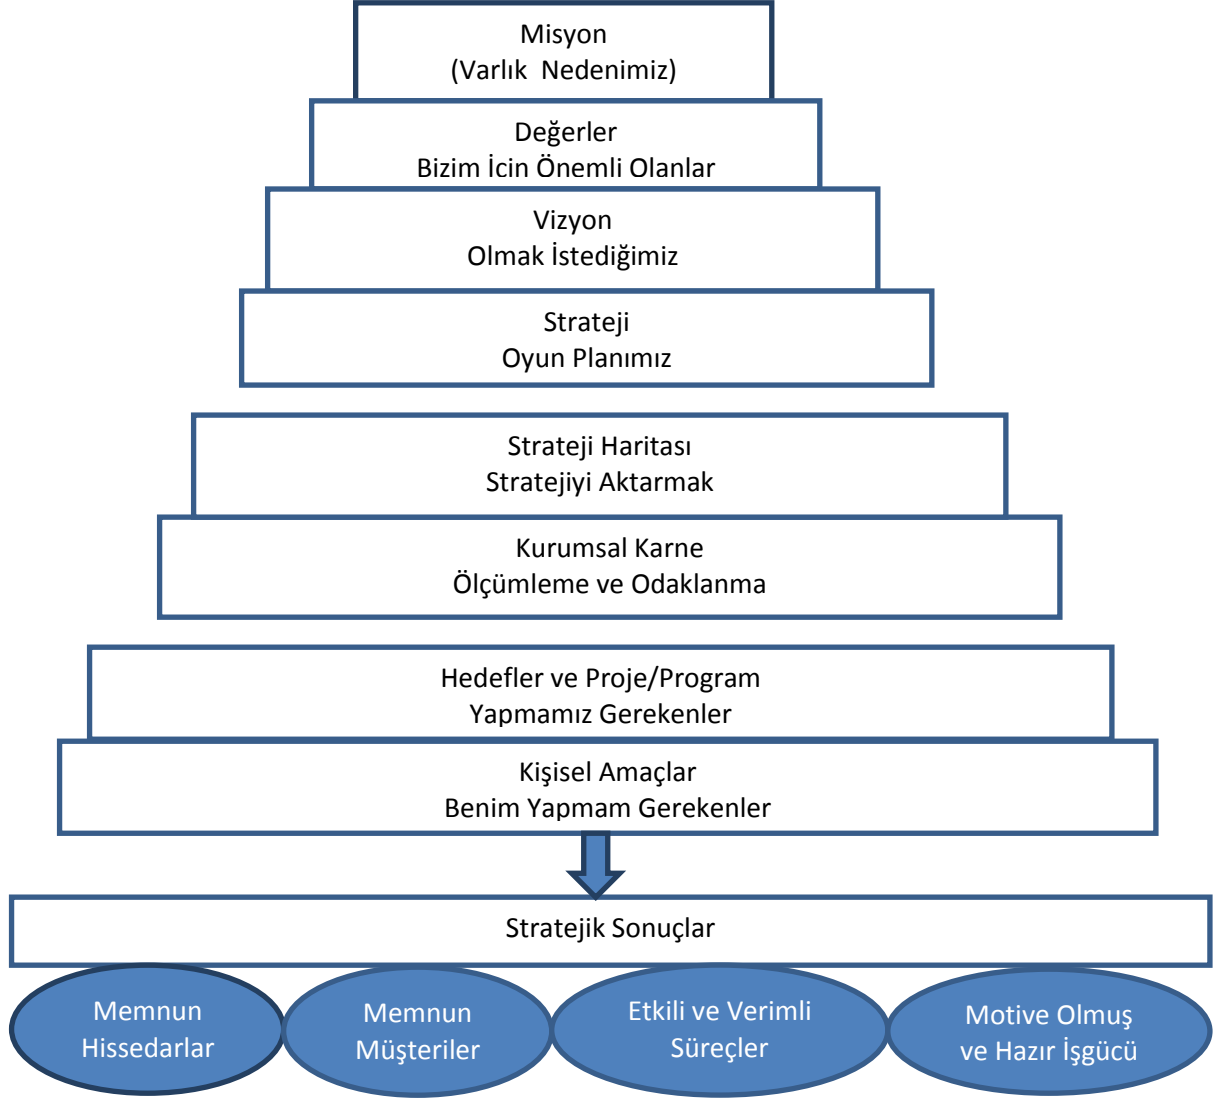 Misyon
(Varlık Nedenimiz)
Değerler
Bizim İcin Önemli Olanlar
Vizyon
Olmak İstediğimiz
Strateji
Oyun Planımız
Strateji Haritası
Stratejiyi Aktarmak
Kurumsal Karne
Ölçümleme ve Odaklanma
Hedefler ve Proje/Program
Yapmamız Gerekenler
Kişisel Amaçlar
Benim Yapmam Gerekenler
Stratejik Sonuçlar
Memnun
Hissedarlar
Memnun
Müşteriler
Etkili ve Verimli
Süreçler
Motive Olmuş
ve Hazır İşgücü